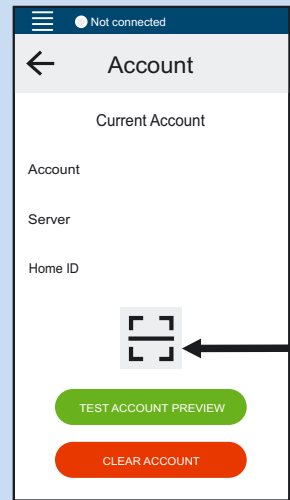 Not connected
Account
Current Account
Account
Server
Home ID
TEST ACCOUNT PREVIEW
CLEAR ACCOUNT